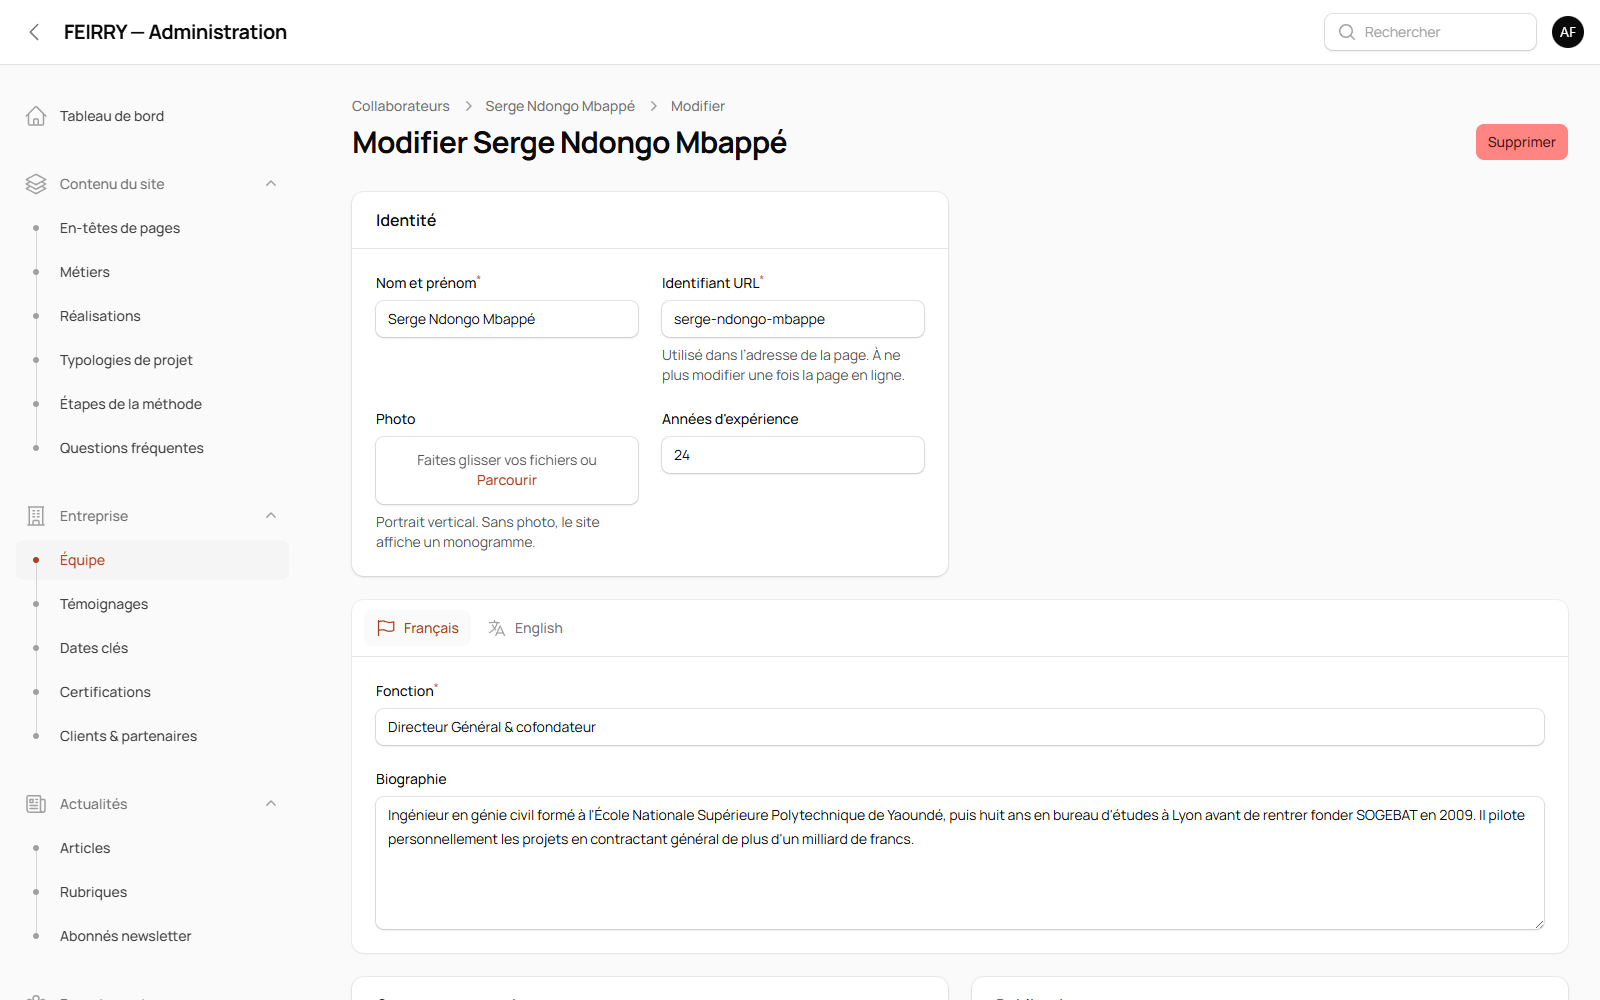 FEIRRY — Administration
Rechercher
AF
Tableau de bord
Contenu du site
En-têtes de pages
Métiers
Réalisations
Typologies de projet
Étapes de la méthode
Questions fréquentes
Entreprise
Équipe
Témoignages
Dates clés
Certifications
Clients & partenaires
Actualités
Articles
Rubriques
Abonnés newsletter
Collaborateurs
Serge Ndongo Mbappé
Modifier
Modifier Serge Ndongo Mbappé
Supprimer
Identité
Nom et prénom*
Serge Ndongo Mbappé
Identifiant URL*
serge-ndongo-mbappe
Utilisé dans l'adresse de la page. À ne
plus modifier une fois la page en ligne.
Photo
Faites glisser vos fichiers ou
Parcourir
Portrait vertical. Sans photo, le site
affiche un monogramme.
Années d'expérience
24
Français
English
Fonction*
Directeur Général & cofondateur
Biographie
Ingénieur en génie civil formé à l'École Nationale Supérieure Polytechnique de Yaoundé, puis huit ans en bureau d'études à Lyon avant de rentrer fonder SOGEBAT en 2009. Il pilote
personnellement les projets en contractant général de plus d'un milliard de francs.